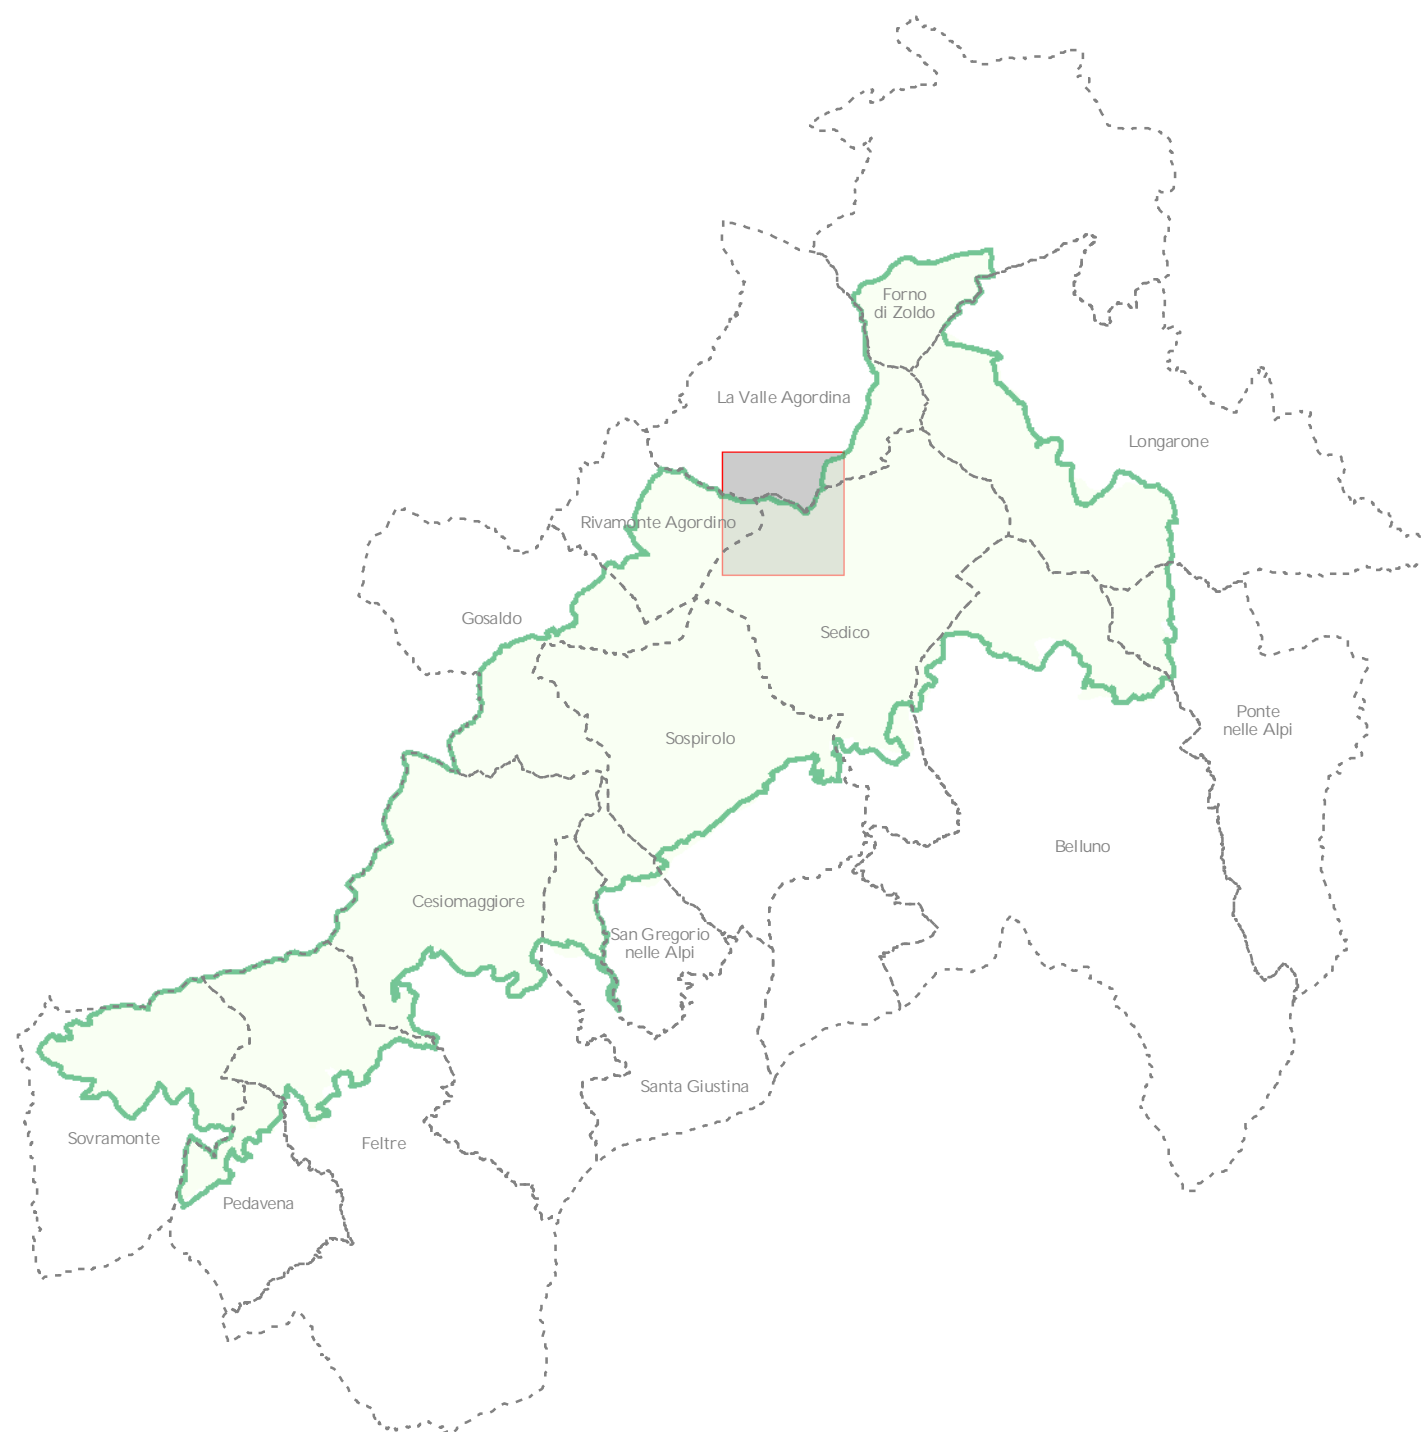 Forno
di Zoldo
La Valle Agordina
Longarone
Rivamonte Agordino
Gosaldo
Sedico
Ponte
nelle Alpi
Sospirolo
Belluno
Cesiomaggiore
San Gregorio
nelle Alpi
Santa Giustina
Sovramonte
Feltre
Pedavena